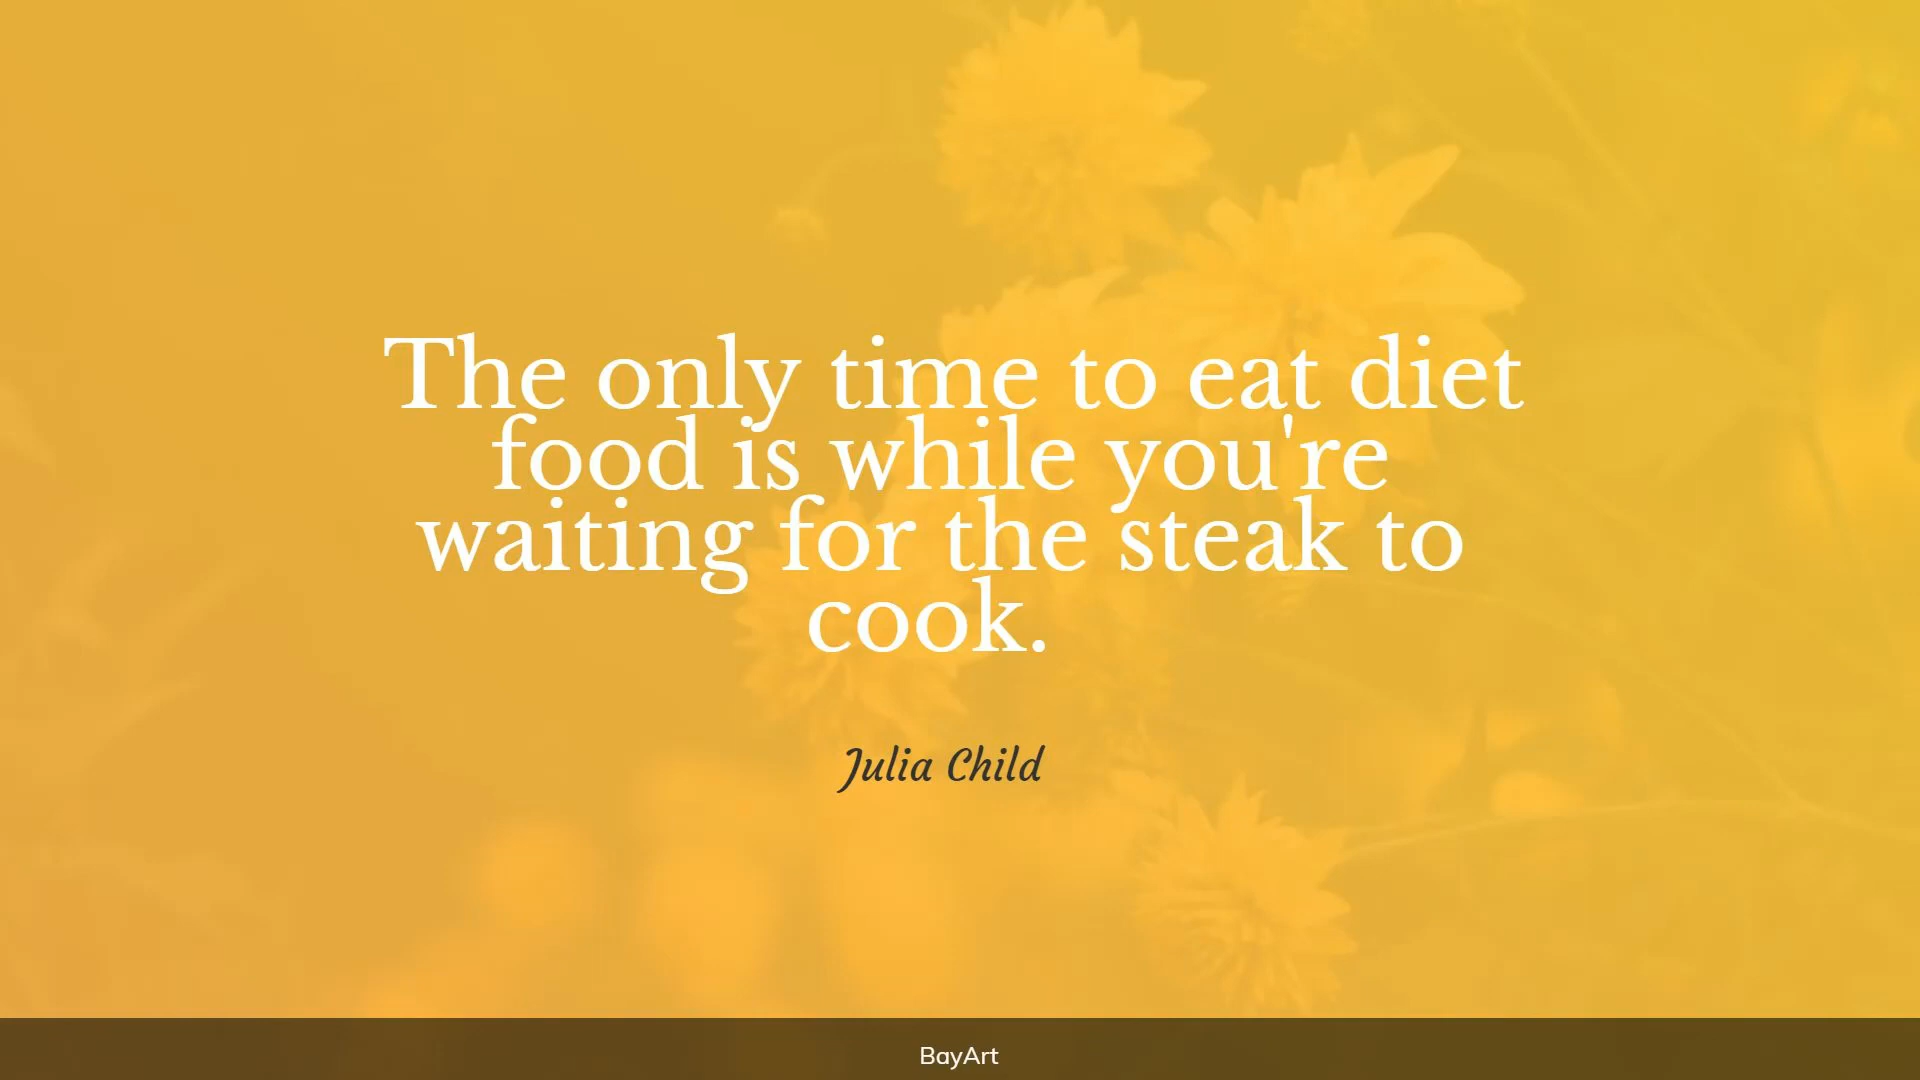 The only time to eat diet
food is while you're
waiting for the steak to
cook.
Julia Child
BayArt